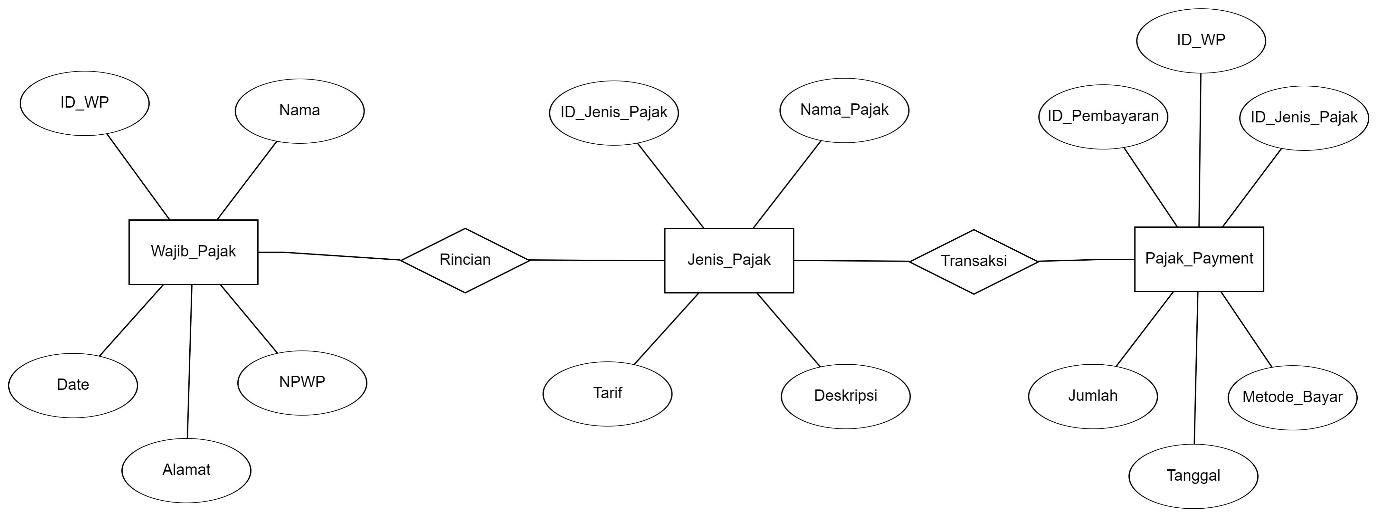 ID_WP
ID_WP
Nama
ID_Jenis_Pajak
Nama_Pajak
ID_Pembayaran
ID_Jenis_Pajak
Wajib_Pajak
Rincian
Jenis_Pajak
Transaksi
Pajak_Payment
Date
NPWP
Tarif
Deskripsi
Jumlah
Metode_Bayar
Alamat
Tanggal